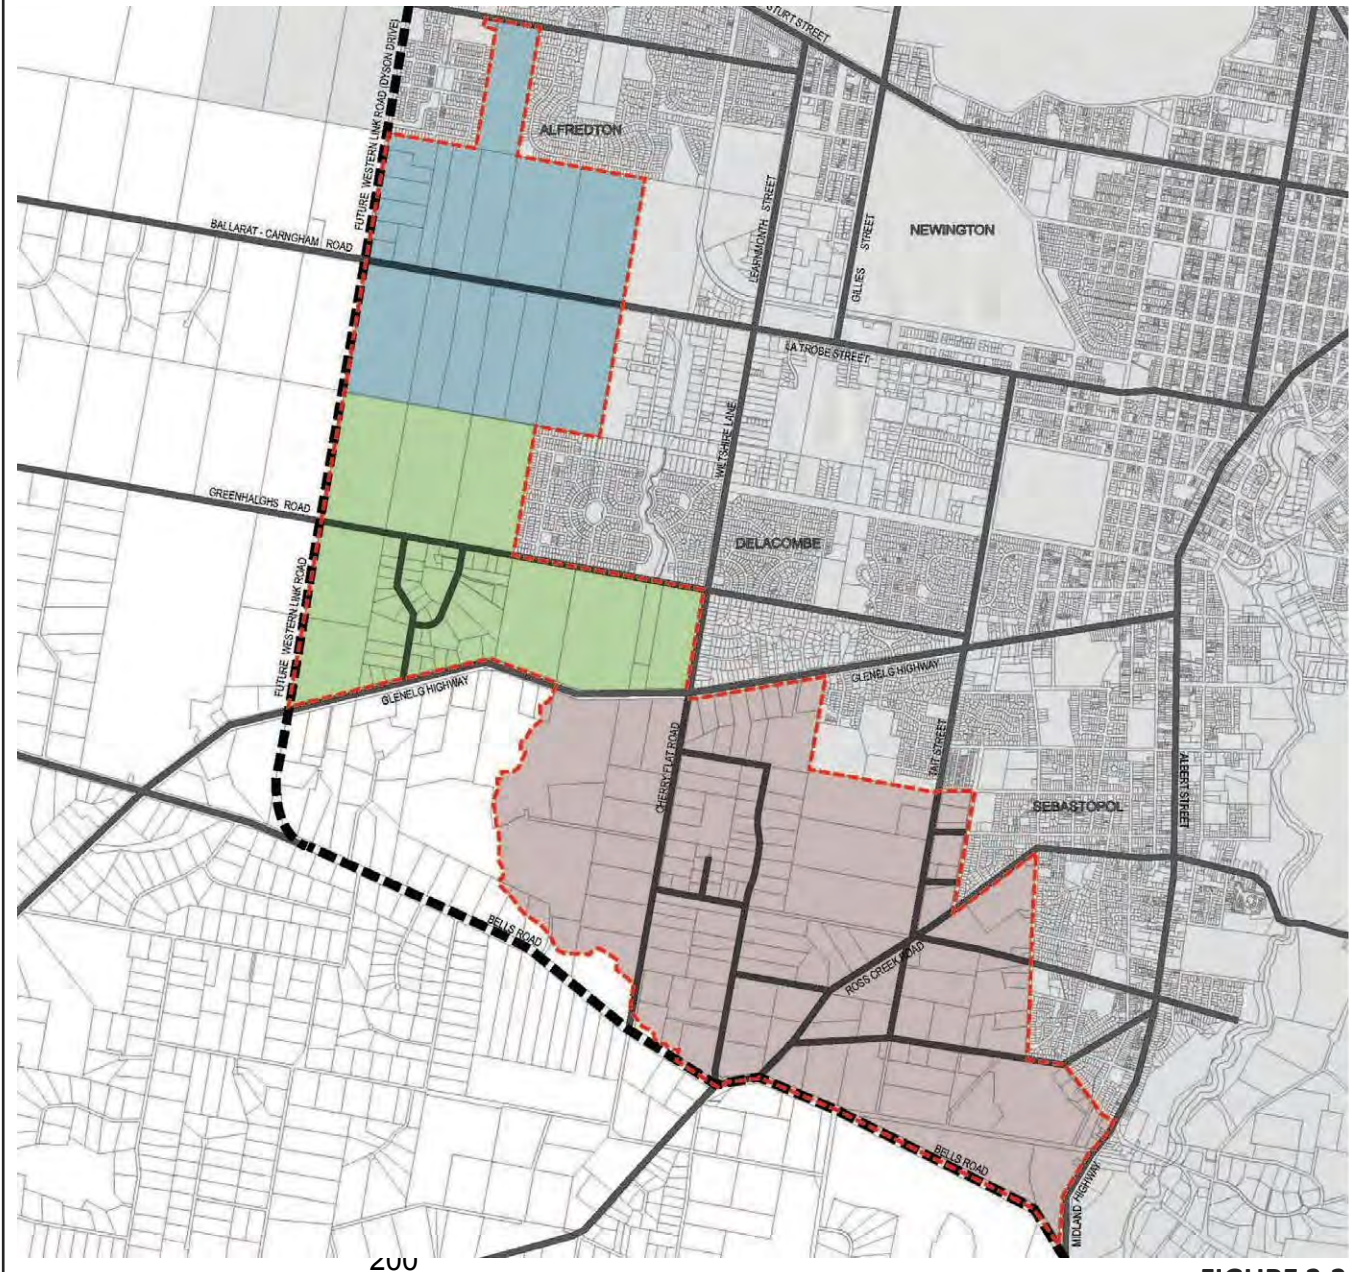 STURT STREET
FUTURE WESTERN LINK ROAD (DYSON DRIVE)
ALFREDTON
LEARNMONTH STREET
GILLIES STREET
NEWINGTON
BALLARAT - CARNGHAM ROAD
LA TROBE STREET
WILTSHIRE LANE
GREENHALGHS ROAD
DELACOMBE
FUTURE WESTERN LINK ROAD
GLENELG HIGHWAY
GLENELG HIGHWAY
CHERRY FLAT ROAD
TAIT STREET
ALBERT STREET
SEBASTOPOL
BELLS ROAD
ROSS CREEK ROAD
BELLS ROAD
MIDLAND HIGHWAY
200